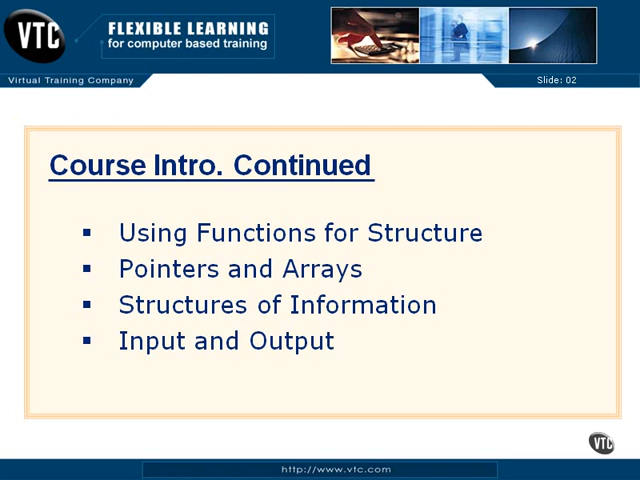 VTC
FLEXIBLE LEARNING
for computer based training
Virtual Training Company
Slide: 02
Course Intro. Continued
▪ Using Functions for Structure
▪ Pointers and Arrays
▪ Structures of Information
▪ Input and Output
VTC
http://www.vtc.com